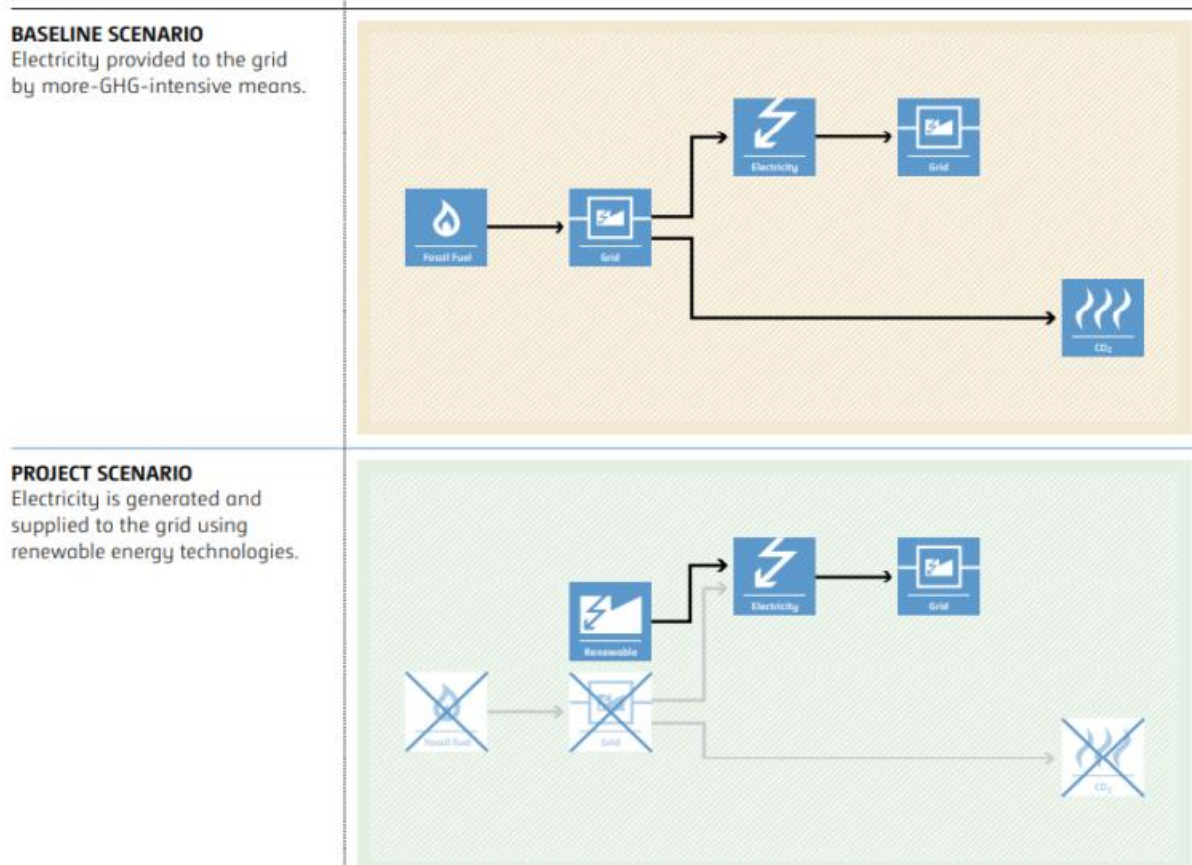 BASELINE SCENARIO
Electricity provided to the grid
by more-GHG-intensive means.
Electricity
Grid
Fossil Fuel
Grid
CO₂
PROJECT SCENARIO
Electricity is generated and
supplied to the grid using
renewable energy technologies.
Electricity
Grid
Renewable
Fossil Fuel
Grid
CO₂